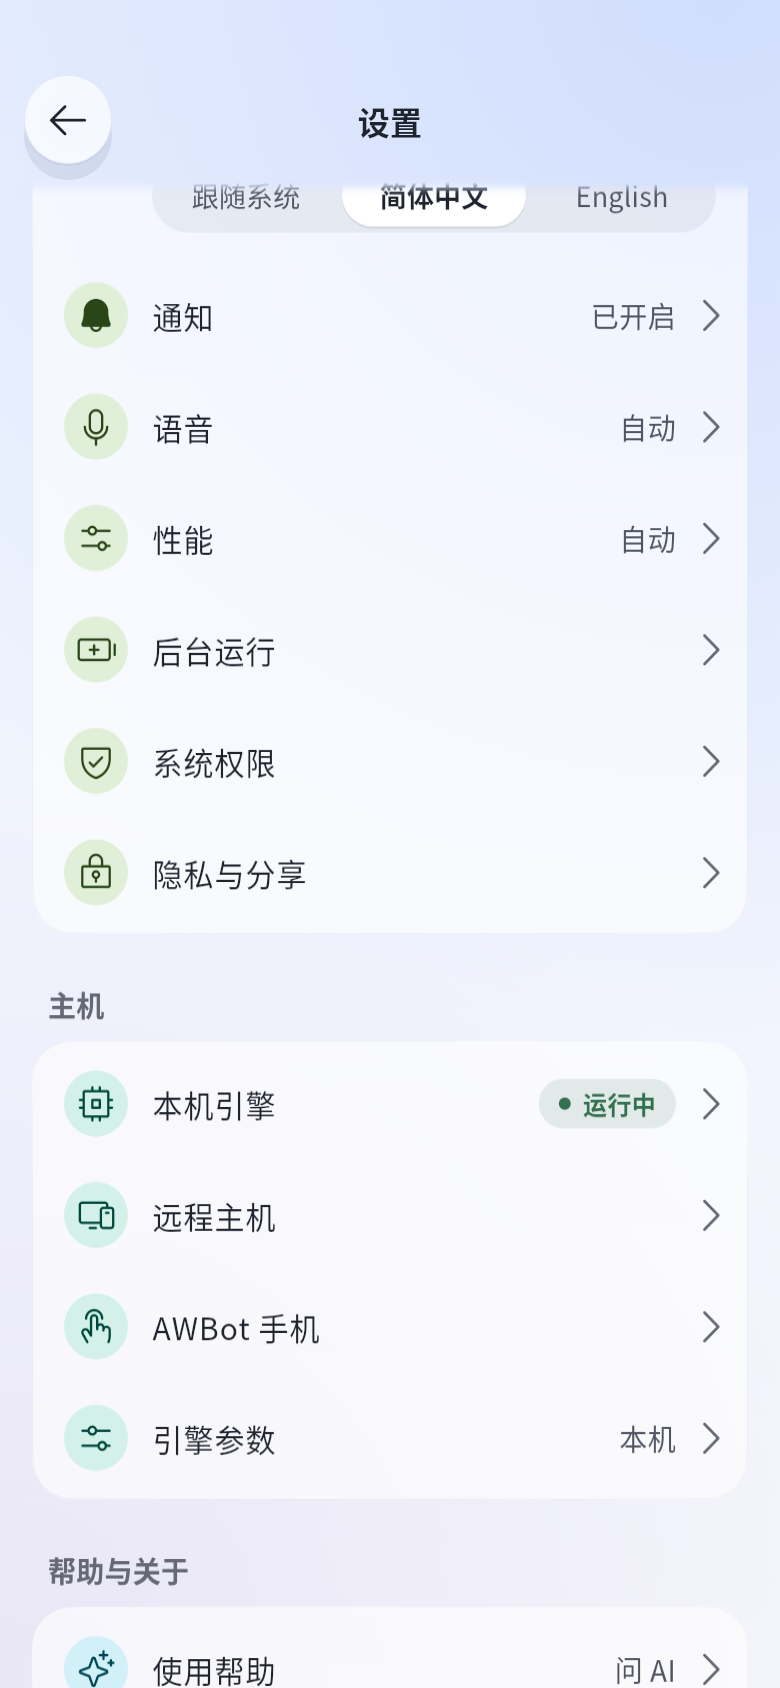 设置
跟随系统 简体中文 English
通知 已开启
语音 自动
性能 自动
后台运行
系统权限
隐私与分享
主机
本机引擎 运行中
远程主机
AWBot 手机
引擎参数 本机
帮助与关于
使用帮助 问 AI